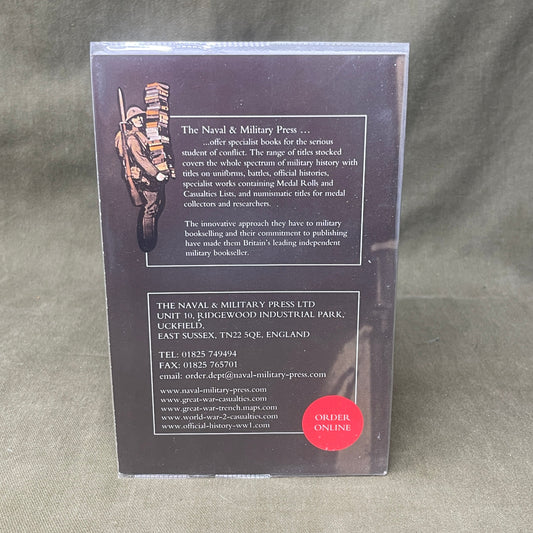 The Naval & Military Press ...
...offer specialist books for the serious
student of conflict. The range of titles stocked
covers the whole spectrum of military history with
titles on uniforms, battles, official histories,
specialist works containing Medal Rolls and
Casualties Lists, and numismatic titles for medal
collectors and researchers.
The innovative approach they have to military
bookselling and their commitment to publishing
have made them Britain's leading independent
military bookseller.
THE NAVAL & MILITARY PRESS LTD
UNIT 10, RIDGEWOOD INDUSTRIAL PARK,
UCKFIELD,
EAST SUSSEX, TN22 5QE, ENGLAND
TEL: 01825 749494
FAX: 01825 765701
email: order.dept@naval-military-press.com
www.naval-military-press.com
www.great-war-casualties.com
www.great-war-trench.maps.com
www.world-war-2-casualties.com
www.official-history-ww1.com
ORDER
ONLINE